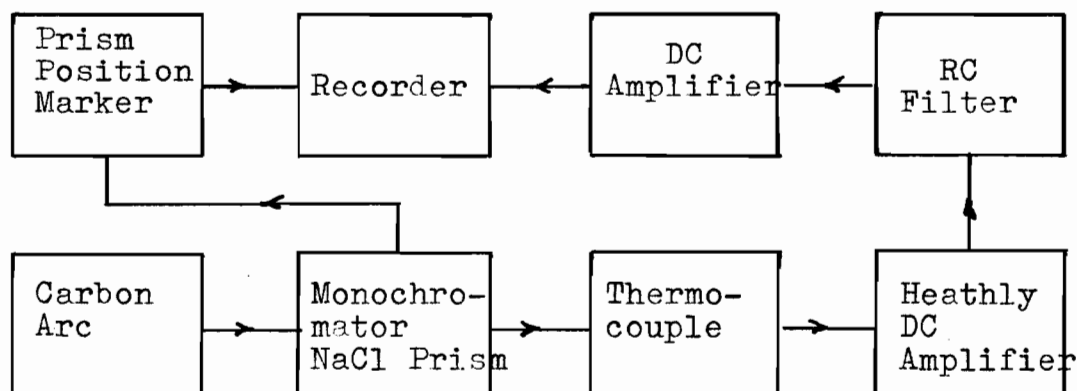 Prism
Position
Marker
Recorder
DC
Amplifier
RC
Filter
Carbon
Arc
Monochro-
mator
NaCl Prism
Thermo-
couple
Heathly
DC
Amplifier